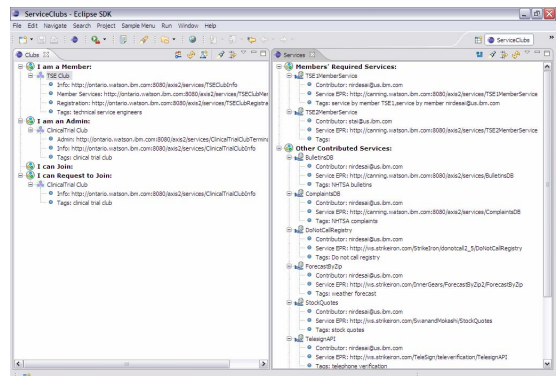 ServiceClubs - Eclipse SDK
File Edit Navigate Search Project Sample Menu Run Window Help
ServiceClubs
Clubs
I am a Member:
TSE Club
Info: http://ontario.watson.ibm.com:8080/axis2/services/TSEClubInfo
Member Services: http://ontario.watson.ibm.com:8080/axis2/services/TSEClubMer
Registration: http://ontario.watson.ibm.com:8080/axis2/services/TSEClubRegistra
Tags: technical service engineers
I am an Admin:
ClinicalTrial Club
Admin: http://ontario.watson.ibm.com:8080/axis2/services/ClinicalTrialClubTermin
Info: http://ontario.watson.ibm.com:8080/axis2/services/ClinicalTrialClubInfo
Tags: clinical trial club
I can Join:
I can Request to Join:
ClinicalTrial Club
Info: http://ontario.watson.ibm.com:8080/axis2/services/ClinicalTrialClubInfo
Tags: clinical trial club
Services
Members' Required Services:
TSE1MemberService
Contributor: nirdesai@us.ibm.com
Service EPR: http://canning.watson.ibm.com:8080/axis2/services/TSE1MemberService
Tags: service by member TSE1,service by member nirdesai@us.ibm.com
TSE2MemberService
Contributor: stai@us.ibm.com
Service EPR: http://canning.watson.ibm.com:8080/axis2/services/TSE2MemberService
Tags:
Other Contributed Services:
BulletinsDB
Contributor: nirdesai@us.ibm.com
Service EPR: http://canning.watson.ibm.com:8080/axis2/services/BulletinsDB
Tags: NHTSA bulletins
ComplaintsDB
Contributor: nirdesai@us.ibm.com
Service EPR: http://canning.watson.ibm.com:8080/axis2/services/ComplaintsDB
Tags: NHTSA complaints
DoNotCallRegistry
Contributor: nirdesai@us.ibm.com
Service EPR: http://ws.strikeiron.com/StrikeIron/donotcall2_5/DoNotCallRegistry
Tags: Do not call registry
ForecastByZip
Contributor: nirdesai@us.ibm.com
Service EPR: http://ws.strikeiron.com/InnerGears/ForecastByZip2/ForecastByZip
Tags: weather forecast
StockQuotes
Contributor: nirdesai@us.ibm.com
Service EPR: http://ws.strikeiron.com/SwanandMokashi/StockQuotes
Tags: stock quotes
TelesignAPI
Contributor: nirdesai@us.ibm.com
Service EPR: http://ws.strikeiron.com/TeleSign/televerification/TelesignAPI
Tags: telephone verification